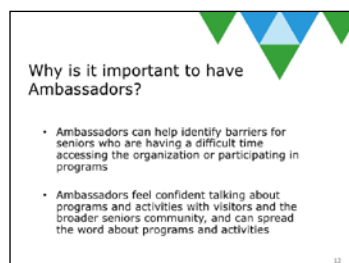 Why is it important to have
Ambassadors?
• Ambassadors can help identify barriers for
seniors who are having a difficult time
accessing the organization or participating in
programs
• Ambassadors feel confident talking about
programs and activities with visitors and the
broader seniors community, and can spread
the word about programs and activities
12